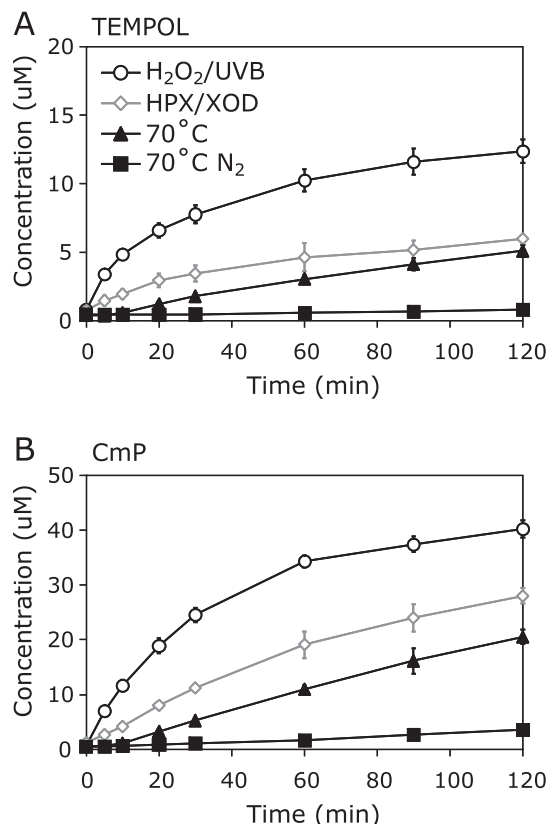 A TEMPOL
20
15
10
5
0
Concentration (uM)
H₂O₂/UVB
HPX/XOD
70°C
70°C N₂
0 20 40 60 80 100 120
Time (min)
B CmP
50
40
30
20
10
0
Concentration (uM)
0 20 40 60 80 100 120
Time (min)